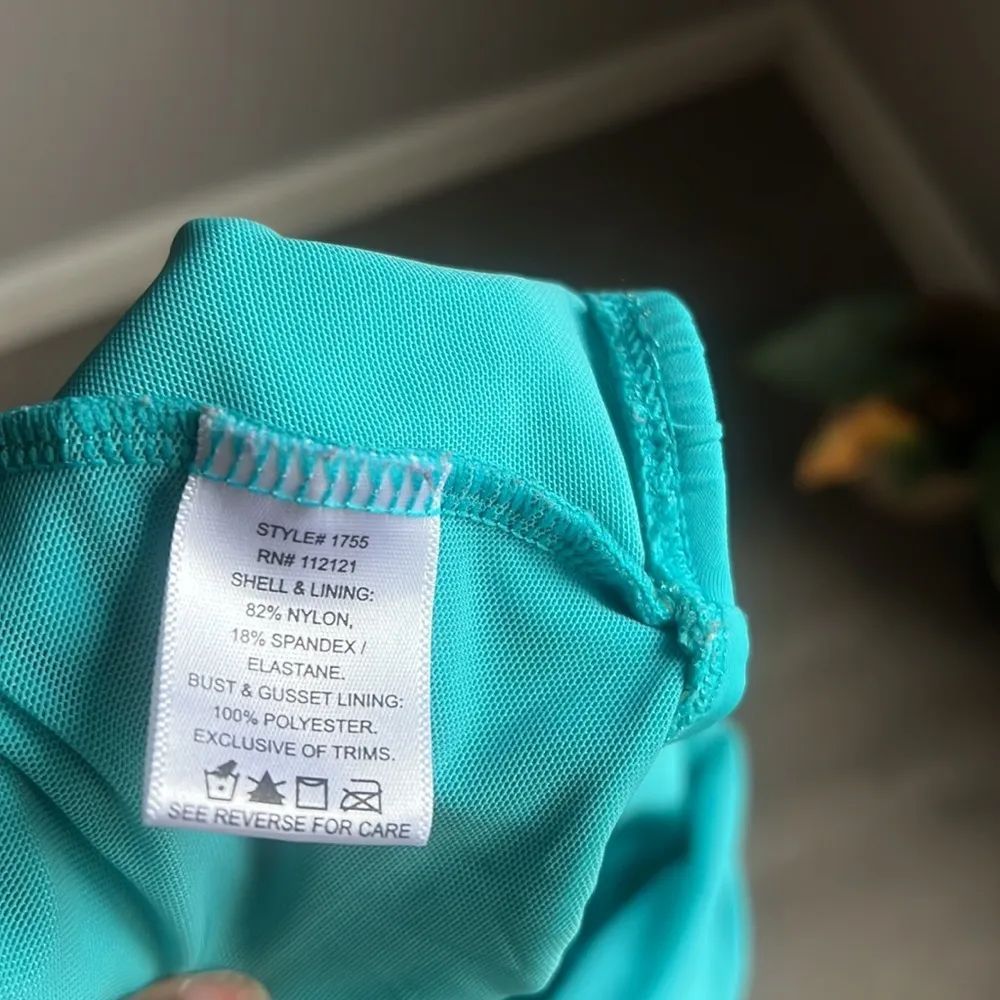 STYLE# 1755
RN# 112121
SHELL & LINING:
82% NYLON,
18% SPANDEX /
ELASTANE.
BUST & GUSSET LINING:
100% POLYESTER.
EXCLUSIVE OF TRIMS.
SEE REVERSE FOR CARE